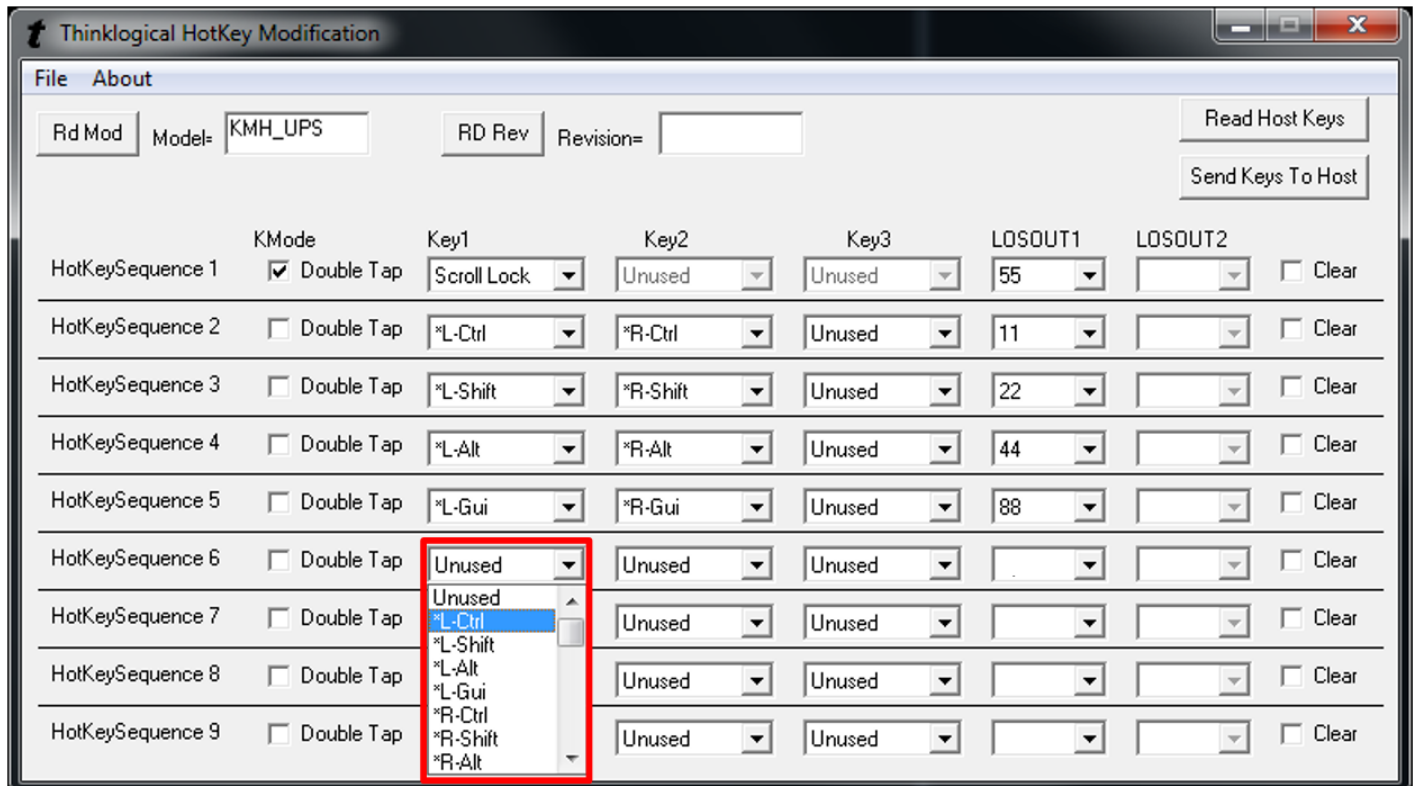 t Thinklogical HotKey Modification
File About
Rd Mod Model= KMH_UPS RD Rev Revision= Read Host Keys
Send Keys To Host
KMode Key1 Key2 Key3 LOSOUT1 LOSOUT2
HotKeySequence 1 Double Tap Scroll Lock Unused Unused 55 Clear
HotKeySequence 2 Double Tap *L-Ctrl *R-Ctrl Unused 11 Clear
HotKeySequence 3 Double Tap *L-Shift *R-Shift Unused 22 Clear
HotKeySequence 4 Double Tap *L-Alt *R-Alt Unused 44 Clear
HotKeySequence 5 Double Tap *L-Gui *R-Gui Unused 88 Clear
HotKeySequence 6 Double Tap Unused Unused Unused Clear
Unused
*L-Ctrl
*L-Shift
*L-Alt
*L-Gui
*R-Ctrl
*R-Shift
*R-Alt
HotKeySequence 7 Double Tap Unused Unused Clear
HotKeySequence 8 Double Tap Unused Unused Clear
HotKeySequence 9 Double Tap Unused Unused Clear